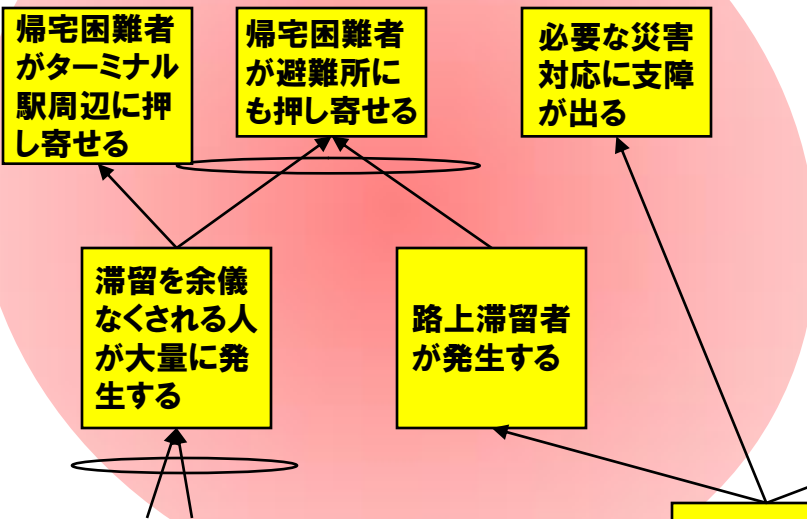 帰宅困難者
がターミナル
駅周辺に押
し寄せる
帰宅困難者
が避難所に
も押し寄せる
必要な災害
対応に支障
が出る
滞留を余儀
なくされる人
が大量に発
生する
路上滞留者
が発生する